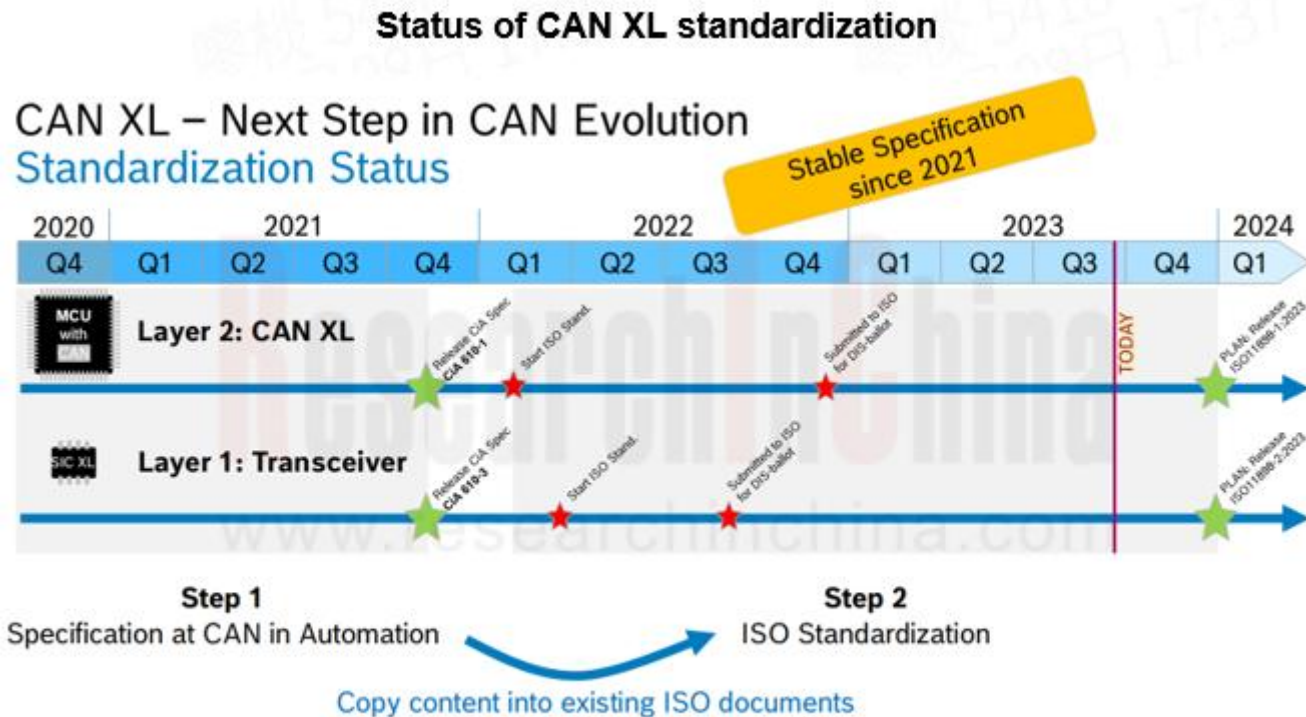 Status of CAN XL standardization
CAN XL – Next Step in CAN Evolution
Standardization Status
Stable Specification
since 2021
2020 2021 2022 2023 2024
Q4 Q1 Q2 Q3 Q4 Q1 Q2 Q3 Q4 Q1 Q2 Q3 Q4 Q1
MCU
with
CAN
Layer 2: CAN XL
Release CiA Spec
CiA 610-1
Start ISO Stand.
Submitted to ISO
for DIS-ballot
TODAY
PLAN: Release
ISO11898-1:2023
SIC XL
Layer 1: Transceiver
Release CiA Spec
CiA 610-3
Start ISO Stand.
Submitted to ISO
for DIS-ballot
PLAN: Release
ISO11898-2:2023
ResearchInChina
www.researchinchina.com
Step 1
Specification at CAN in Automation
Step 2
ISO Standardization
Copy content into existing ISO documents